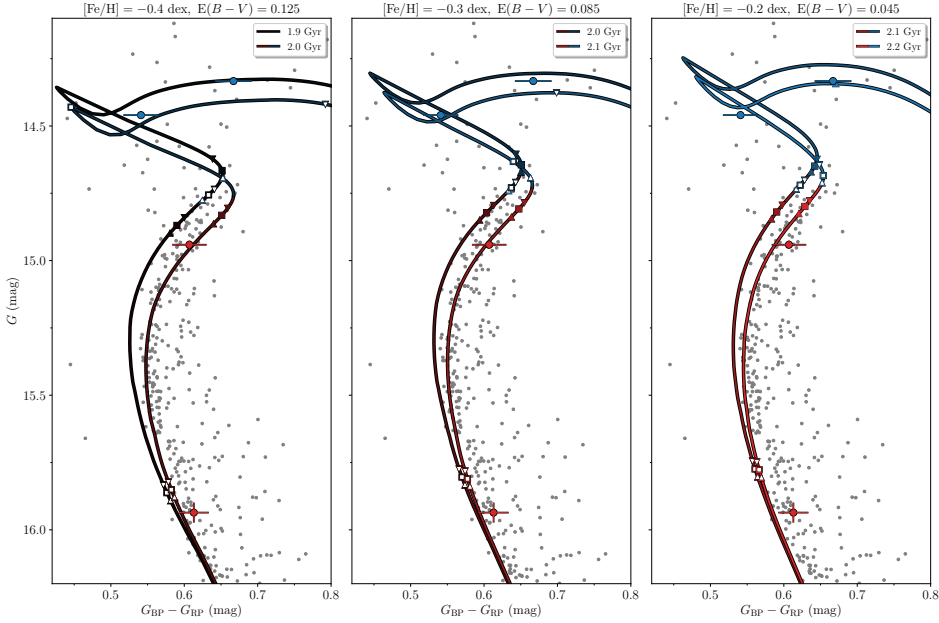 [Fe/H] = −0.4 dex, E(B − V) = 0.125
[Fe/H] = −0.3 dex, E(B − V) = 0.085
[Fe/H] = −0.2 dex, E(B − V) = 0.045
1.9 Gyr
2.0 Gyr
2.0 Gyr
2.1 Gyr
2.1 Gyr
2.2 Gyr
14.5
15.0
15.5
16.0
G (mag)
0.5 0.6 0.7 0.8
0.5 0.6 0.7 0.8
0.5 0.6 0.7 0.8
G_BP − G_RP (mag)
G_BP − G_RP (mag)
G_BP − G_RP (mag)